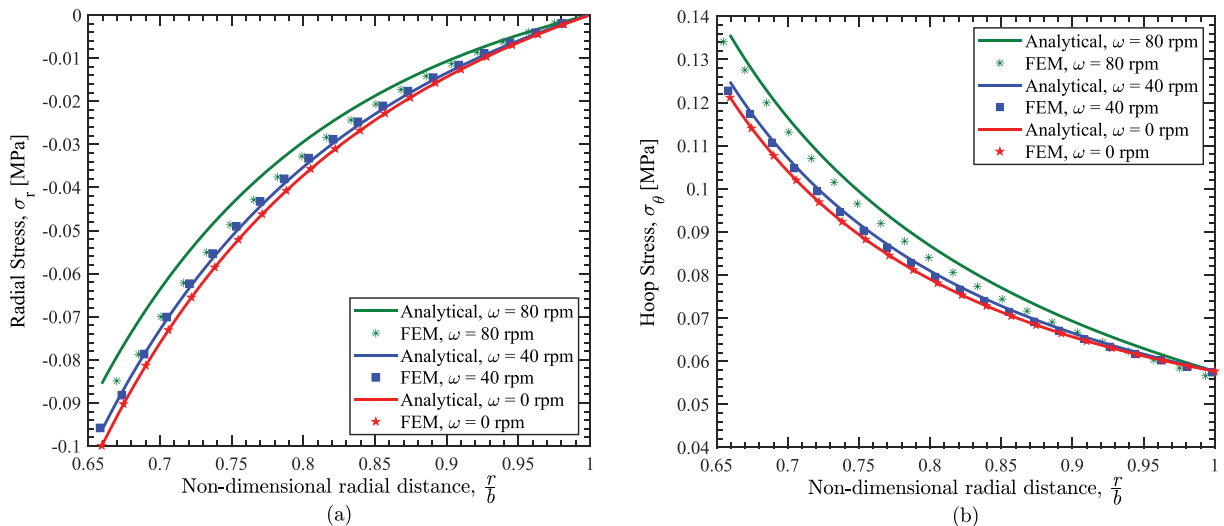 0
-0.01
-0.02
-0.03
-0.04
-0.05
-0.06
-0.07
-0.08
-0.09
-0.1
Radial Stress, σr [MPa]
Analytical, ω = 80 rpm
FEM, ω = 80 rpm
Analytical, ω = 40 rpm
FEM, ω = 40 rpm
Analytical, ω = 0 rpm
FEM, ω = 0 rpm
0.65 0.7 0.75 0.8 0.85 0.9 0.95 1
Non-dimensional radial distance, r/b
(a)
0.14
0.13
0.12
0.11
0.1
0.09
0.08
0.07
0.06
0.05
0.04
Hoop Stress, σθ [MPa]
Analytical, ω = 80 rpm
FEM, ω = 80 rpm
Analytical, ω = 40 rpm
FEM, ω = 40 rpm
Analytical, ω = 0 rpm
FEM, ω = 0 rpm
0.65 0.7 0.75 0.8 0.85 0.9 0.95 1
Non-dimensional radial distance, r/b
(b)